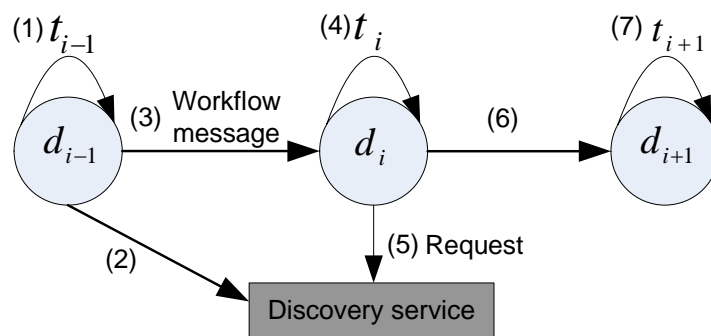 (1) t_{i-1}
(4) t_i
(7) t_{i+1}
(3) Workflow message
(6)
d_{i-1}
d_i
d_{i+1}
(2)
(5) Request
Discovery service